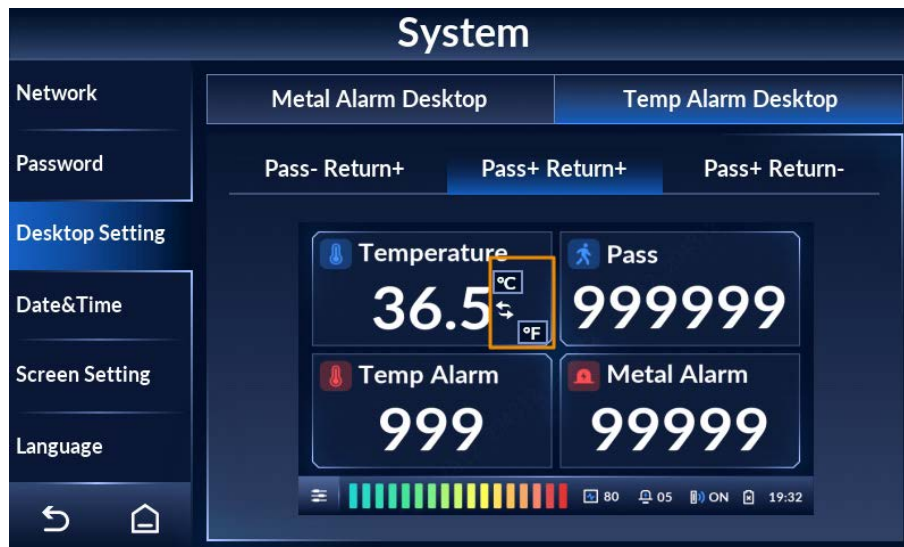 System
Network
Password
Desktop Setting
Date&Time
Screen Setting
Language
Metal Alarm Desktop
Temp Alarm Desktop
Pass- Return+
Pass+ Return+
Pass+ Return-
Temperature
36.5
°C
°F
Pass
999999
Temp Alarm
999
Metal Alarm
99999
80
05
ON
19:32